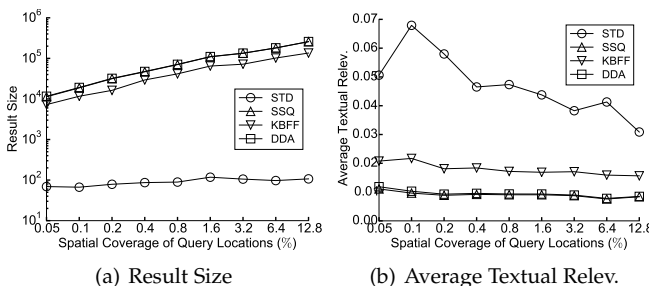 10^6
10^5
10^4
10^3
10^2
10^1
Result Size
STD
SSQ
KBFF
DDA
0.05 0.1 0.2 0.4 0.8 1.6 3.2 6.4 12.8
Spatial Coverage of Query Locations (%)
(a) Result Size
0.07
0.06
0.05
0.04
0.03
0.02
0.01
0.00
Average Textual Relev.
STD
SSQ
KBFF
DDA
0.05 0.1 0.2 0.4 0.8 1.6 3.2 6.4 12.8
Spatial Coverage of Query Locations (%)
(b) Average Textual Relev.